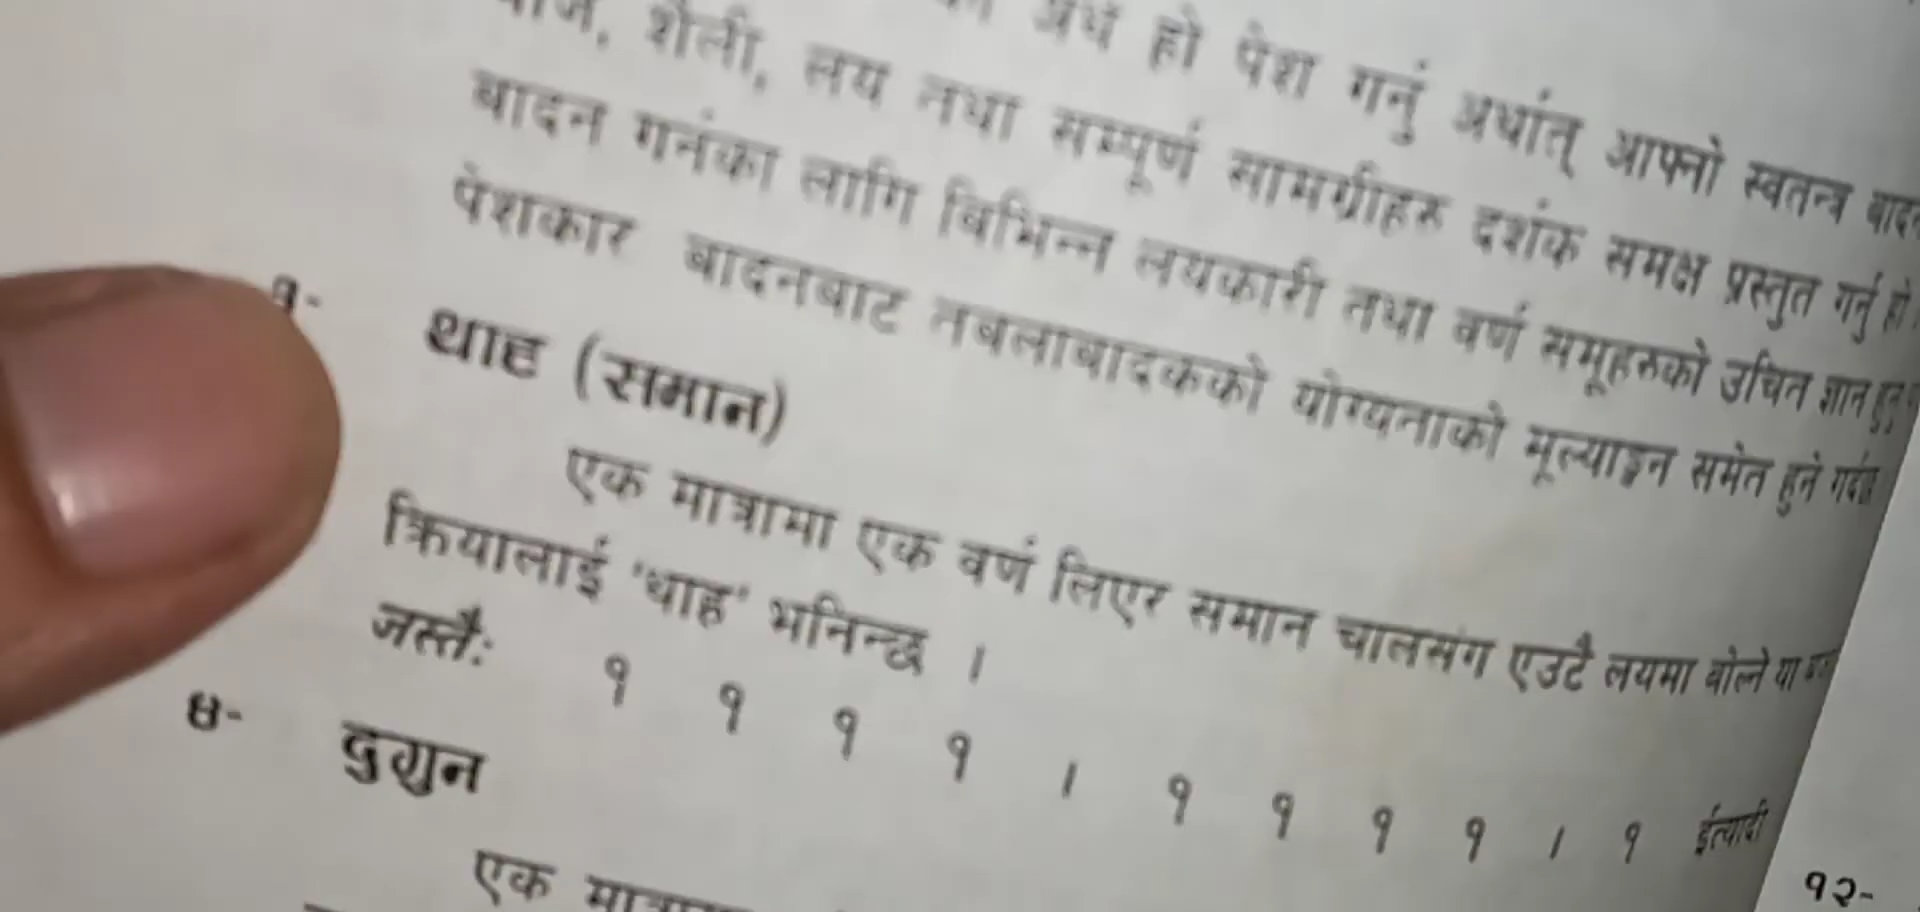 अर्थ हो पेश गर्नु अर्थात् आफ्नो स्वतन्त्र
शैली, लय तथा सम्पूर्ण सामग्रीहरू दर्शक समक्ष प्रस्तुत गर्नु हो
वादन गर्नका लागि विभिन्न लयकारी तथा वर्ण समूहरूको उचित ज्ञान हुनु
पेशकार वादनबाट तबलावादकको योग्यताको मूल्याङ्कन समेत हुने गर्दछ
थाह (समान)
एक मात्रामा एक वर्ण लिएर समान चालसंग एउटै लयमा बोल्ने या
क्रियालाई 'थाह' भनिन्छ ।
जस्तै: १ १ १ १ । १ १ १ १ । १ ईत्यादी
४- दुगुन
एक
१२-